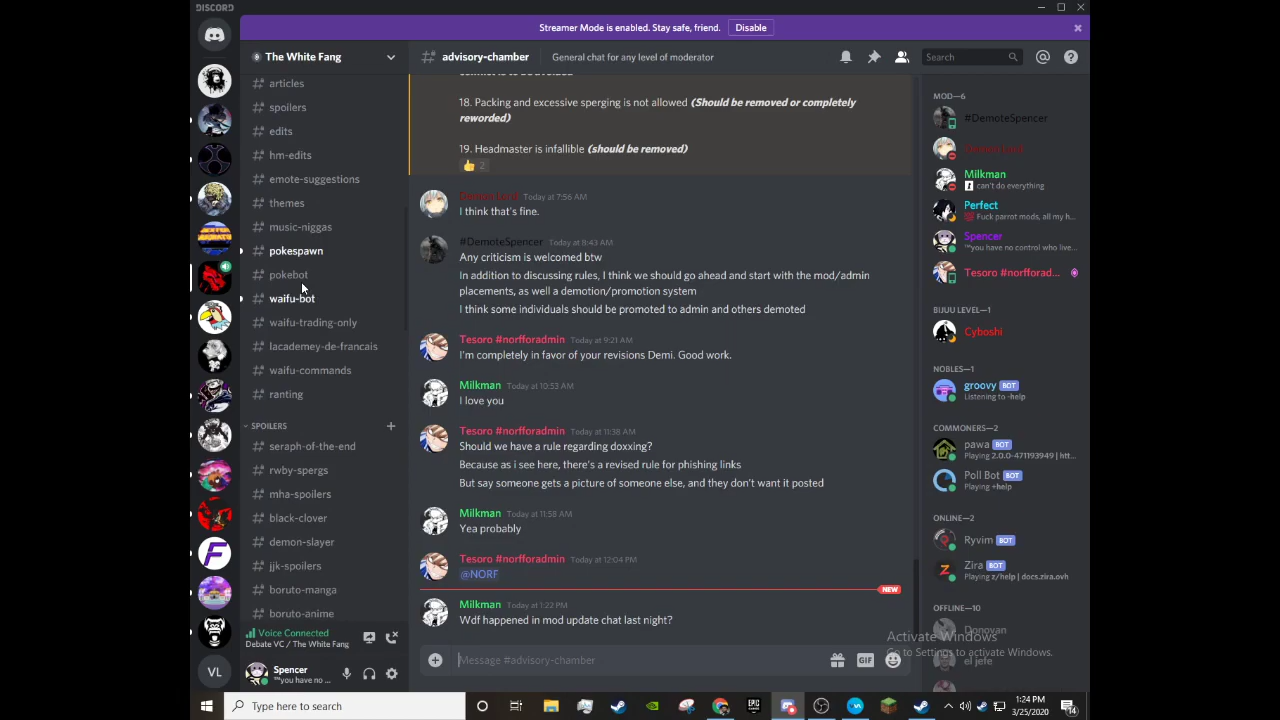 DISCORD
Streamer Mode is enabled. Stay safe, friend. Disable
The White Fang
# advisory-chamber
General chat for any level of moderator
Search
# articles
# spoilers
# edits
# hm-edits
# emote-suggestions
# themes
# music-niggas
# pokespawn
# pokebot
# waifu-bot
# waifu-trading-only
# lacademey-de-francais
# waifu-commands
# ranting
SPOILERS
# seraph-of-the-end
# rwby-spergs
# mha-spoilers
# black-clover
# demon-slayer
# jjk-spoilers
# boruto-manga
# boruto-anime
Voice Connected
Debate VC / The White Fang
Spencer
™you have no ...
VL
18. Packing and excessive sperging is not allowed (Should be removed or completely
reworded)
19. Headmaster is infallible (should be removed)
👍 2
Today at 7:56 AM
I think that's fine.
#DemoteSpencer Today at 8:43 AM
Any criticism is welcomed btw
In addition to discussing rules, I think we should go ahead and start with the mod/admin
placements, as well a demotion/promotion system
I think some individuals should be promoted to admin and others demoted
Tesoro #norfforadmin Today at 9:21 AM
I'm completely in favor of your revisions Demi. Good work.
Milkman Today at 10:53 AM
I love you
Tesoro #norfforadmin Today at 11:38 AM
Should we have a rule regarding doxxing?
Because as i see here, there's a revised rule for phishing links
But say someone gets a picture of someone else, and they don't want it posted
Milkman Today at 11:58 AM
Yea probably
Tesoro #norfforadmin Today at 12:04 PM
@NORF
NEW
Milkman Today at 1:22 PM
Wdf happened in mod update chat last night?
Message #advisory-chamber
GIF
MOD—6
#DemoteSpencer
Milkman
can't do everything
Perfect
Fuck parrot mods, all my h...
Spencer
™you have no control who live...
Tesoro #norfforad...
BIJUU LEVEL—1
Cyboshi
NOBLES—1
groovy BOT
Listening to -help
COMMONERS—2
pawa BOT
Playing 2.0.0-471193949 | htt...
Poll Bot BOT
Playing +help
ONLINE—2
Ryvim BOT
Zira BOT
Playing z/help | docs.zira.ovh
OFFLINE—10
Donovan
el jefe
Activate Windows
Go to Settings to activate Windows.
Type here to search
EPIC
1:24 PM
3/25/2020
14